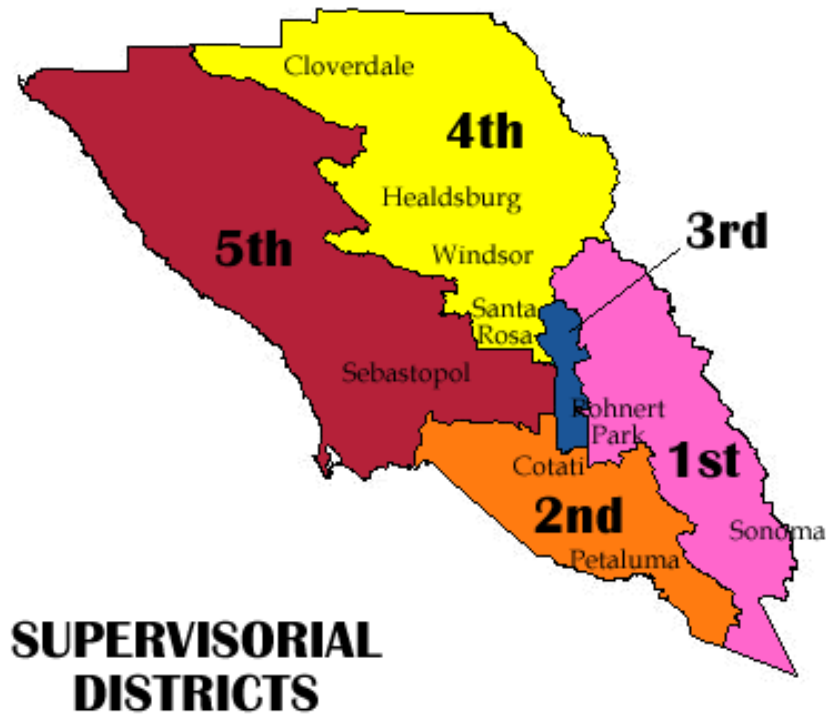 Cloverdale
4th
Healdsburg
3rd
5th
Windsor
Santa
Rosa
Sebastopol
Rohnert
Park
1st
Cotati
2nd
Sonoma
Petaluma
SUPERVISORIAL
DISTRICTS